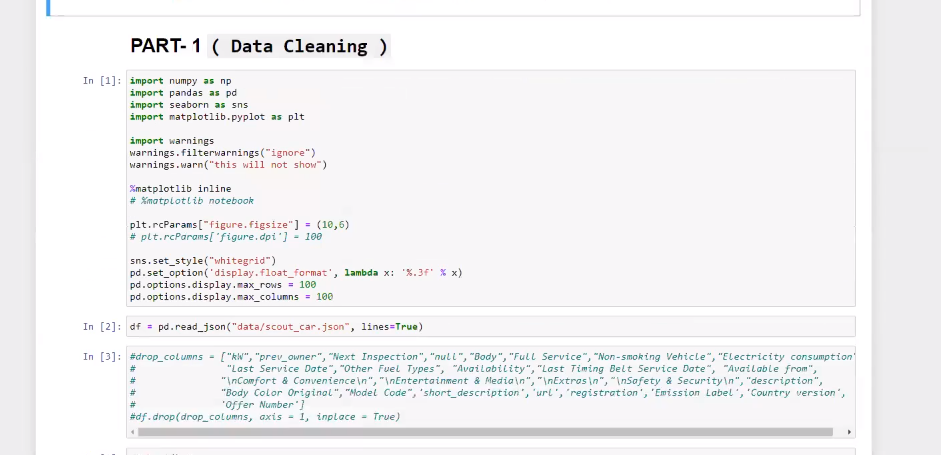 PART- 1 ( Data Cleaning )
In [1]:
import numpy as np
import pandas as pd
import seaborn as sns
import matplotlib.pyplot as plt
import warnings
warnings.filterwarnings("ignore")
warnings.warn("this will not show")
%matplotlib inline
# %matplotlib notebook
plt.rcParams["figure.figsize"] = (10,6)
# plt.rcParams['figure.dpi'] = 100
sns.set_style("whitegrid")
pd.set_option('display.float_format', lambda x: '%.3f' % x)
pd.options.display.max_rows = 100
pd.options.display.max_columns = 100
In [2]:
df = pd.read_json("data/scout_car.json", lines=True)
In [3]:
#drop_columns = ["kW","prev_owner","Next Inspection","null","Body","Full Service","Non-smoking Vehicle","Electricity consumption"
# "Last Service Date","Other Fuel Types", "Availability","Last Timing Belt Service Date", "Available from",
# "\nComfort & Convenience\n","\nEntertainment & Media\n","\nExtras\n","\nSafety & Security\n","description",
# "Body Color Original","Model Code",'short_description','url','registration','Emission Label','Country version',
# 'Offer Number']
#df.drop(drop_columns, axis = 1, inplace = True)